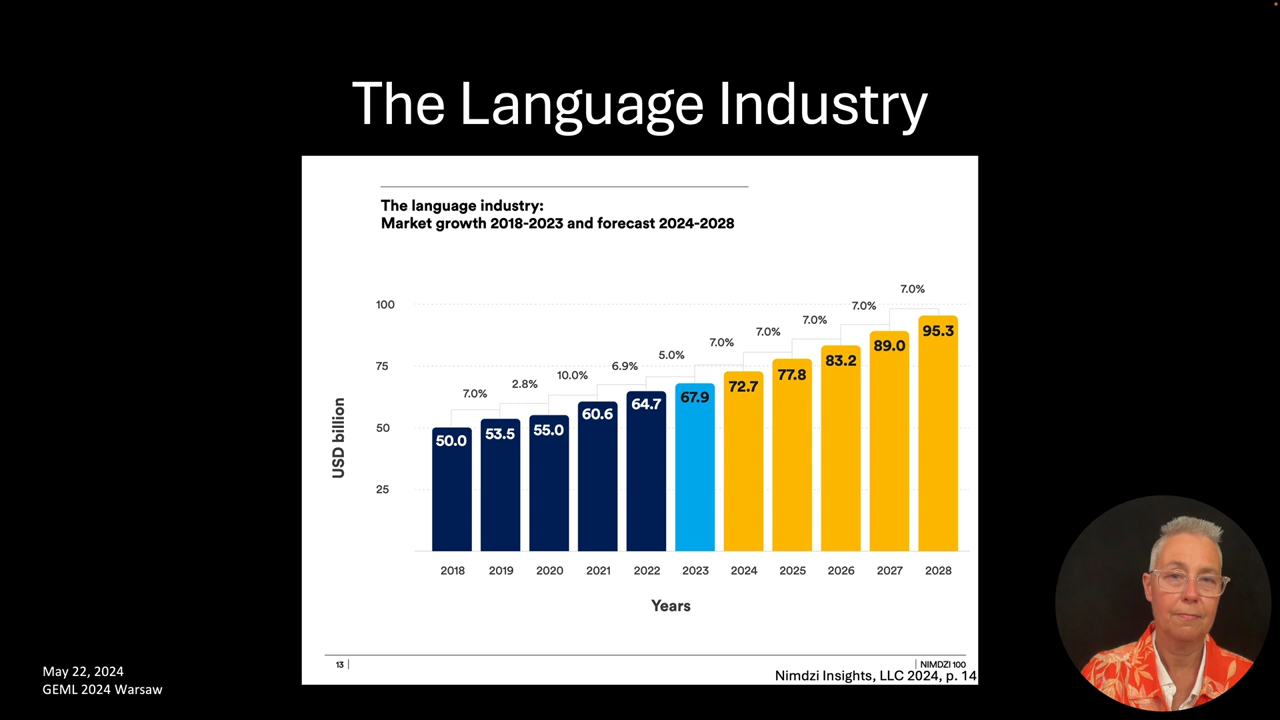 The Language Industry
The language industry:
Market growth 2018-2023 and forecast 2024-2028
7.0%
7.0%
7.0%
7.0%
7.0%
5.0%
6.9%
10.0%
2.8%
7.0%
100
75
50
25
USD billion
50.0
53.5
55.0
60.6
64.7
67.9
72.7
77.8
83.2
89.0
95.3
2018 2019 2020 2021 2022 2023 2024 2025 2026 2027 2028
Years
13
NIMDZI 100
Nimdzi Insights, LLC 2024, p. 14
May 22, 2024
GEML 2024 Warsaw